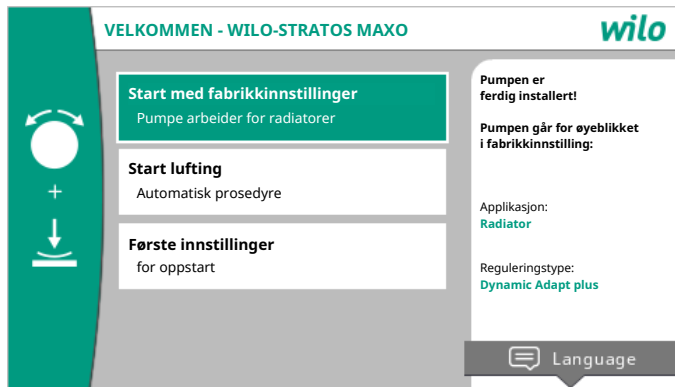 VELKOMMEN - WILO-STRATOS MAXO
wilo
Start med fabrikkinnstillinger
Pumpe arbeider for radiatorer
Start lufting
Automatisk prosedyre
Første innstillinger
for oppstart
+
Pumpen er
ferdig installert!
Pumpen går for øyeblikket
i fabrikkinnstilling:
Applikasjon:
Radiator
Reguleringstype:
Dynamic Adapt plus
Language